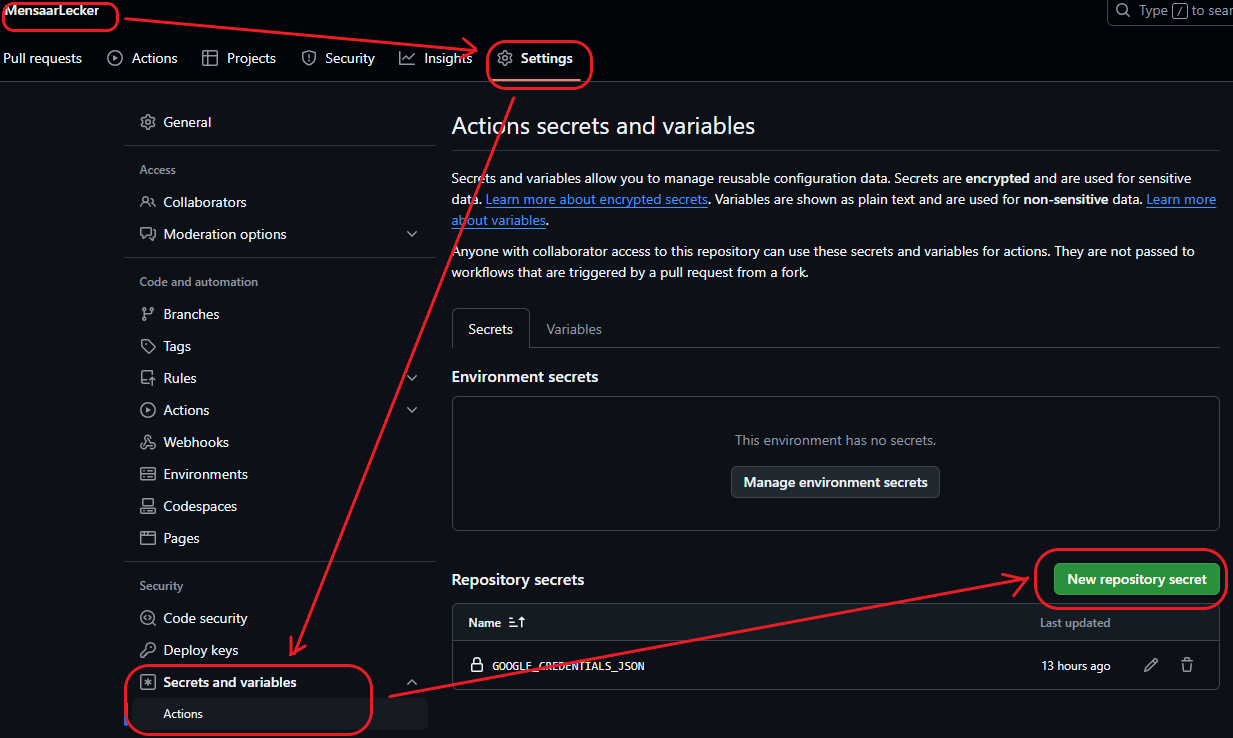 MensaarLecker
Type / to sear
Pull requests
Actions
Projects
Security
Insights
Settings
General
Access
Collaborators
Moderation options
Code and automation
Branches
Tags
Rules
Actions
Webhooks
Environments
Codespaces
Pages
Security
Code security
Deploy keys
Secrets and variables
Actions
Actions secrets and variables
Secrets and variables allow you to manage reusable configuration data. Secrets are encrypted and are used for sensitive
data. Learn more about encrypted secrets. Variables are shown as plain text and are used for non-sensitive data. Learn more
about variables.
Anyone with collaborator access to this repository can use these secrets and variables for actions. They are not passed to
workflows that are triggered by a pull request from a fork.
Secrets
Variables
Environment secrets
This environment has no secrets.
Manage environment secrets
Repository secrets
New repository secret
Name
Last updated
GOOGLE_CREDENTIALS_JSON
13 hours ago